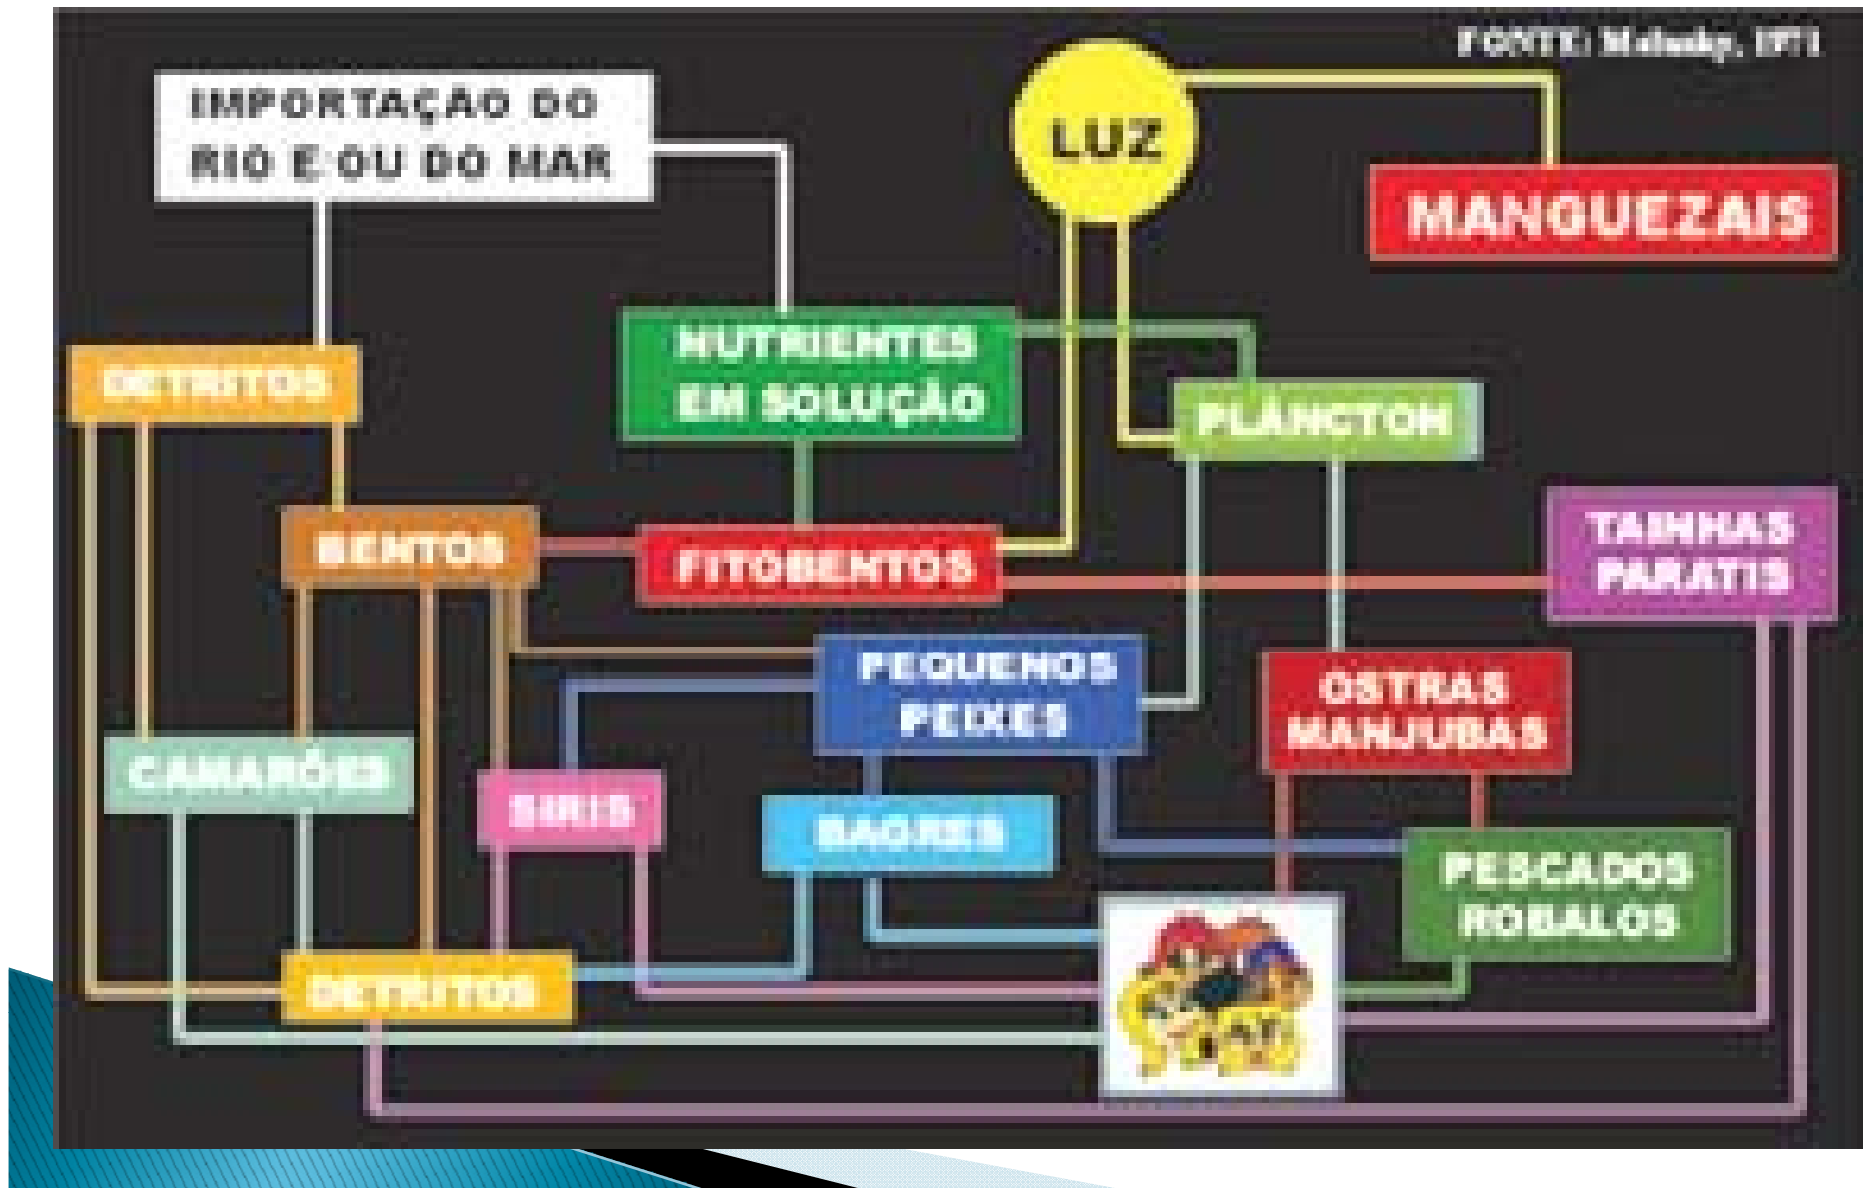 FONTE: 1971
IMPORTAÇÃO DO
RIO E OU DO MAR
LUZ
MANGUEZAIS
NUTRIENTES
EM SOLUÇÃO
DETRITOS
PLÂNCTON
BENTOS
FITOBENTOS
TAINHAS
PARATIS
PEQUENOS
PEIXES
OSTRAS
MANJUBAS
CAMARÕES
SIRIS
BAGRES
PESCADOS
ROBALOS
DETRITOS